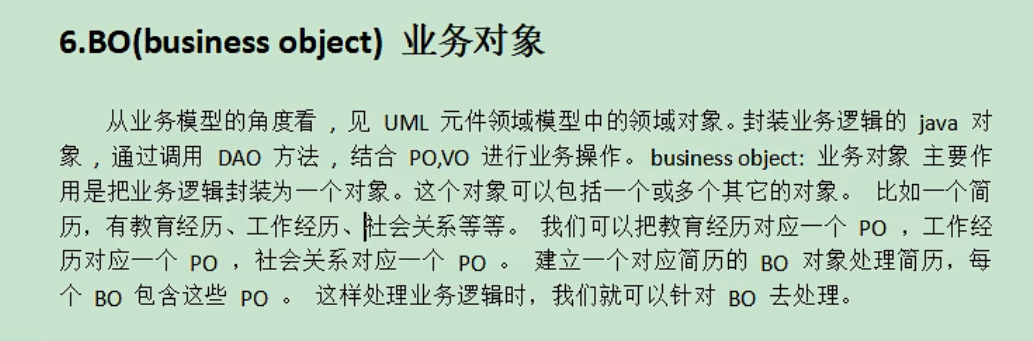 6.BO(business object) 业务对象
从业务模型的角度看，见 UML 元件领域模型中的领域对象。封装业务逻辑的 java 对
象，通过调用 DAO 方法，结合 PO,VO 进行业务操作。business object: 业务对象 主要作
用是把业务逻辑封装为一个对象。这个对象可以包括一个或多个其它的对象。 比如一个简
历，有教育经历、工作经历、社会关系等等。 我们可以把教育经历对应一个 PO ，工作经
历对应一个 PO ，社会关系对应一个 PO 。 建立一个对应简历的 BO 对象处理简历，每
个 BO 包含这些 PO 。 这样处理业务逻辑时，我们就可以针对 BO 去处理。